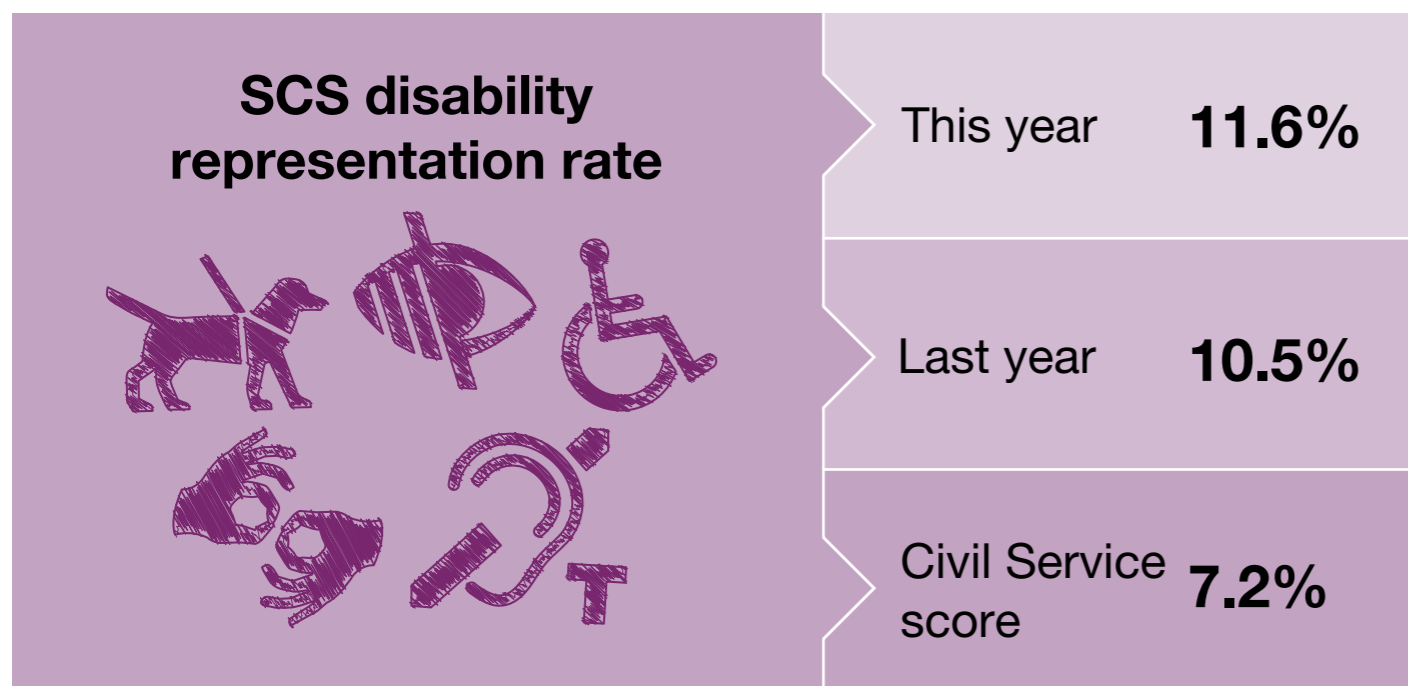 SCS disability
representation rate
This year 11.6%
Last year 10.5%
Civil Service
score 7.2%
T